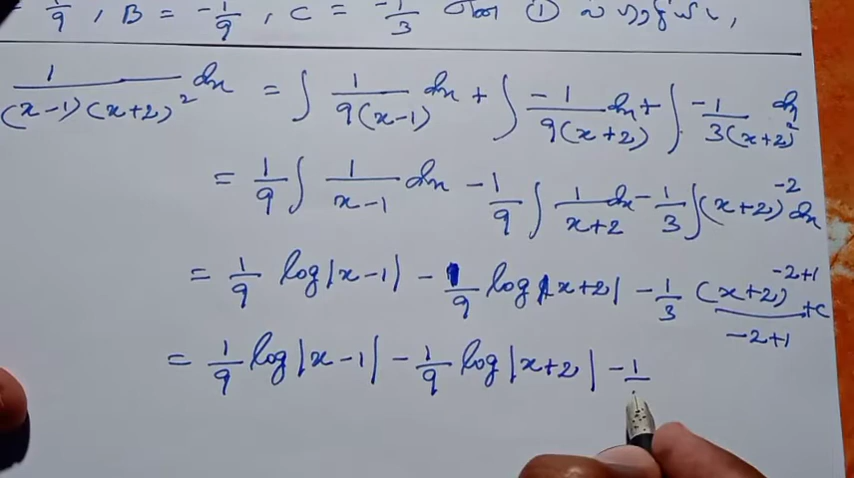 1/9, B = -1/9, C = -1/3 என ①
1/((x-1)(x+2)²) dx = ∫ 1/(9(x-1)) dx + ∫ -1/(9(x+2)) dx + ∫ -1/(3(x+2)²) dx
= 1/9 ∫ 1/(x-1) dx - 1/9 ∫ 1/(x+2) dx - 1/3 ∫ (x+2)^-2 dx
= 1/9 log|x-1| - 1/9 log|x+2| - 1/3 (x+2)^(-2+1)/(-2+1) + c
= 1/9 log|x-1| - 1/9 log|x+2| - 1/